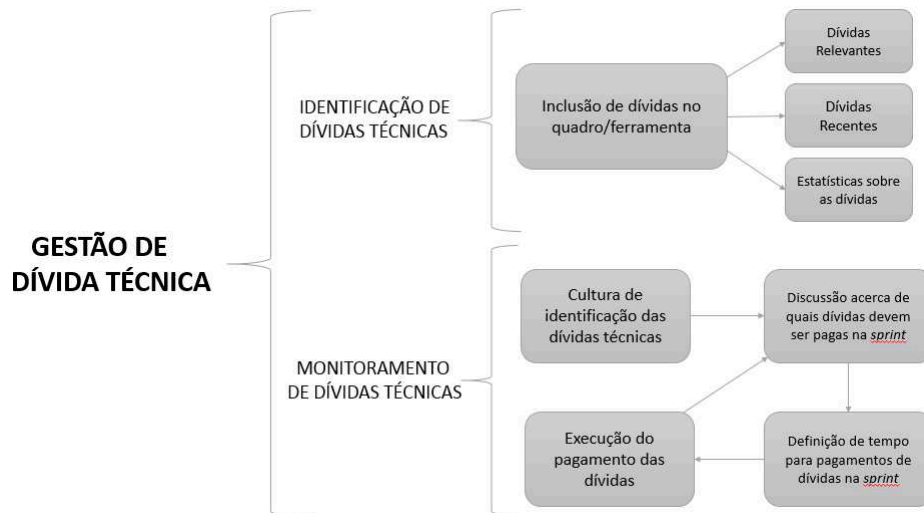 GESTÃO DE
DÍVIDA TÉCNICA
IDENTIFICAÇÃO DE
DÍVIDAS TÉCNICAS
Inclusão de dívidas no
quadro/ferramenta
Dívidas
Relevantes
Dívidas
Recentes
Estatísticas sobre
as dívidas
MONITORAMENTO
DE DÍVIDAS TÉCNICAS
Cultura de
identificação das
dívidas técnicas
Discussão acerca de
quais dívidas devem
ser pagas na sprint
Definição de tempo
para pagamentos de
dívidas na sprint
Execução do
pagamento das
dívidas